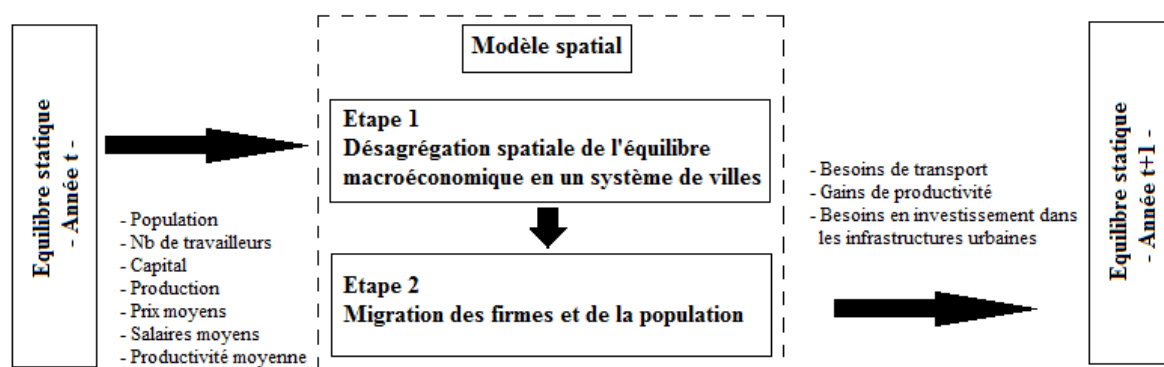 Equilibre statique
- Année t -
- Population
- Nb de travailleurs
- Capital
- Production
- Prix moyens
- Salaires moyens
- Productivité moyenne
Modèle spatial
Etape 1
Désagrégation spatiale de l'équilibre
macroéconomique en un système de villes
Etape 2
Migration des firmes et de la population
- Besoins de transport
- Gains de productivité
- Besoins en investissement dans
les infrastructures urbaines
Equilibre statique
- Année t+1 -